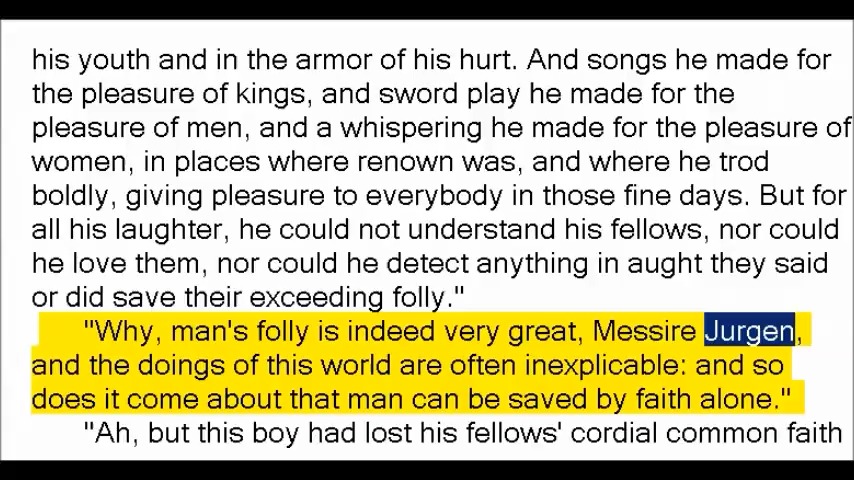 his youth and in the armor of his hurt. And songs he made for
the pleasure of kings, and sword play he made for the
pleasure of men, and a whispering he made for the pleasure of
women, in places where renown was, and where he trod
boldly, giving pleasure to everybody in those fine days. But for
all his laughter, he could not understand his fellows, nor could
he love them, nor could he detect anything in aught they said
or did save their exceeding folly."
"Why, man's folly is indeed very great, Messire Jurgen,
and the doings of this world are often inexplicable: and so
does it come about that man can be saved by faith alone."
"Ah, but this boy had lost his fellows' cordial common faith